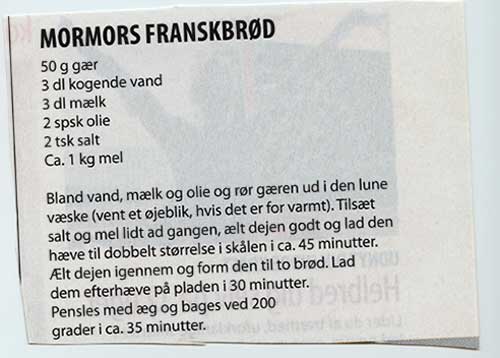 MORMORS FRANSKBRØD
50 g gær
3 dl kogende vand
3 dl mælk
2 spsk olie
2 tsk salt
Ca. 1 kg mel
Bland vand, mælk og olie og rør gæren ud i den lune
væske (vent et øjeblik, hvis det er for varmt). Tilsæt
salt og mel lidt ad gangen, ælt dejen godt og lad den
hæve til dobbelt størrelse i skålen i ca. 45 minutter.
Ælt dejen igennem og form den til to brød. Lad
dem efterhæve på pladen i 30 minutter.
Pensles med æg og bages ved 200
grader i ca. 35 minutter.